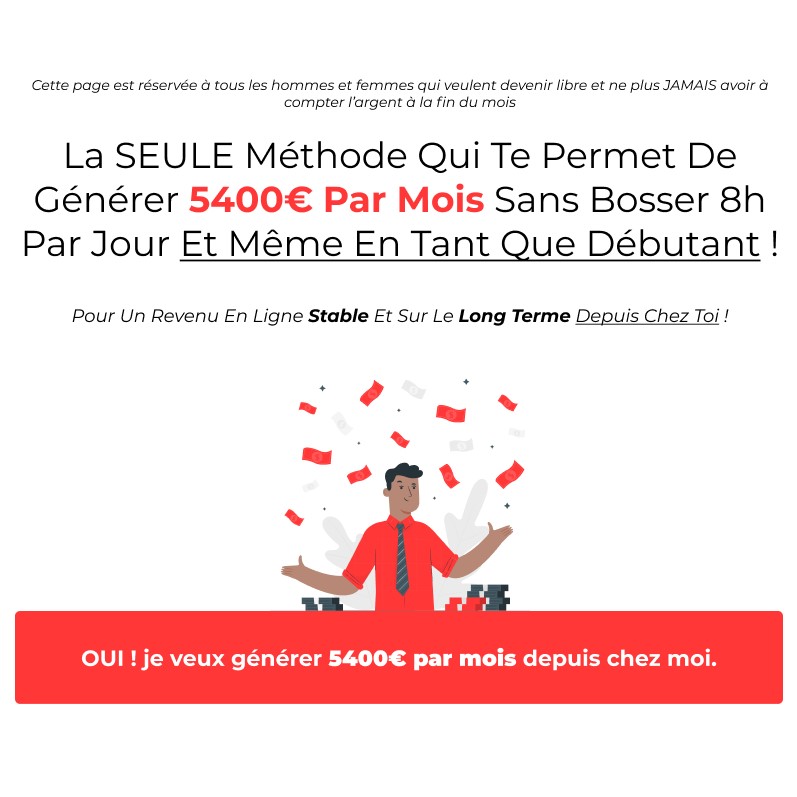 Cette page est réservée à tous les hommes et femmes qui veulent devenir libre et ne plus JAMAIS avoir à
compter l’argent à la fin du mois
La SEULE Méthode Qui Te Permet De
Générer 5400€ Par Mois Sans Bosser 8h
Par Jour Et Même En Tant Que Débutant !
Pour Un Revenu En Ligne Stable Et Sur Le Long Terme Depuis Chez Toi !
OUI ! je veux générer 5400€ par mois depuis chez moi.